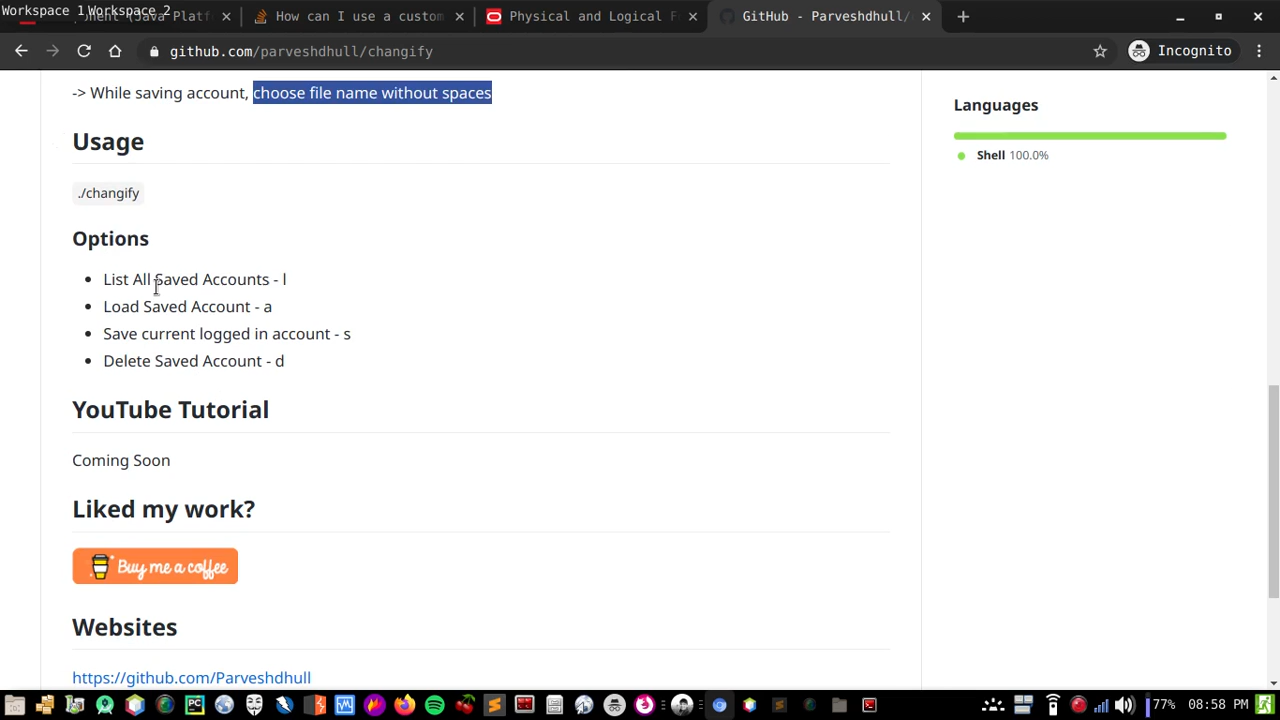 Workspace 1 Workspace 2
How can I use a custom
Physical and Logical F
GitHub - Parveshdhull/
github.com/parveshdhull/changify
Incognito
-> While saving account, choose file name without spaces
Usage
./changify
Options
List All Saved Accounts - l
Load Saved Account - a
Save current logged in account - s
Delete Saved Account - d
YouTube Tutorial
Coming Soon
Liked my work?
Buy me a coffee
Websites
https://github.com/Parveshdhull
Languages
Shell 100.0%
77%
08:58 PM